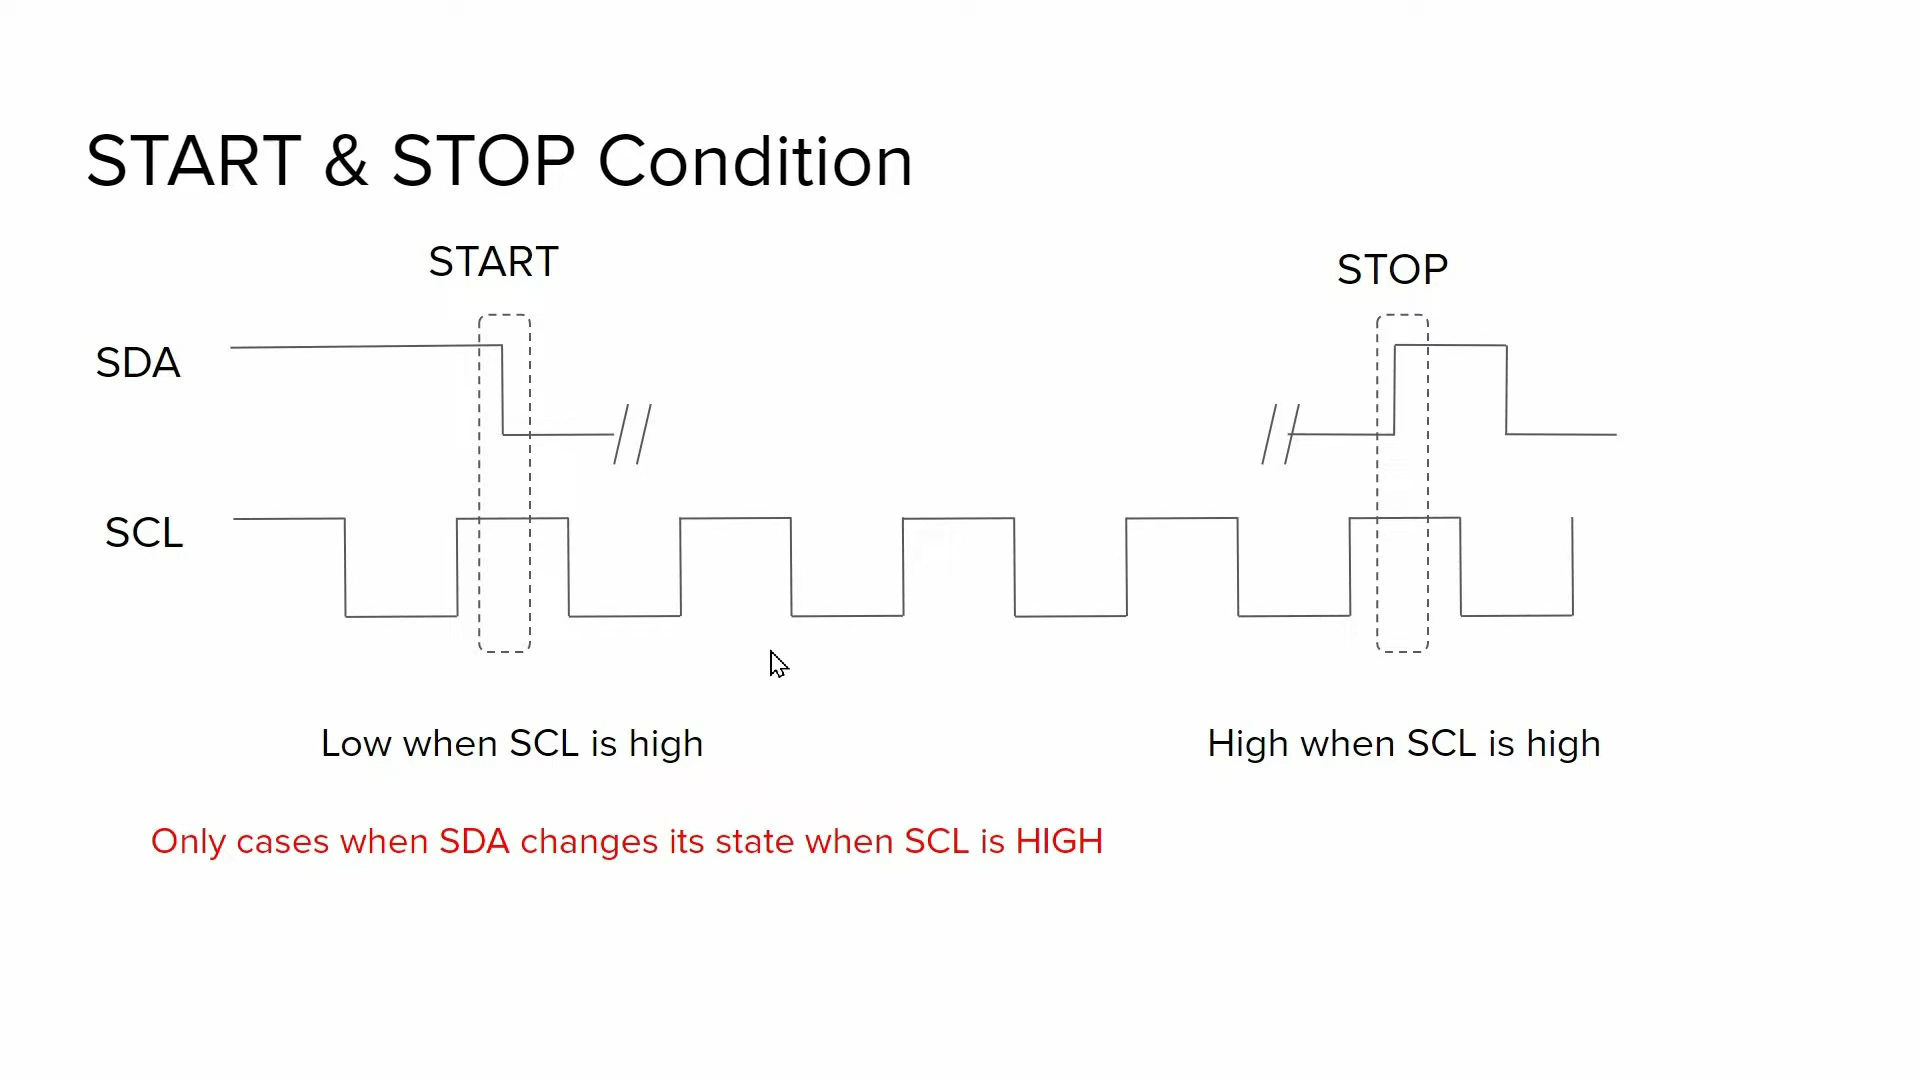 START & STOP Condition
START
STOP
SDA
SCL
Low when SCL is high
High when SCL is high
Only cases when SDA changes its state when SCL is HIGH